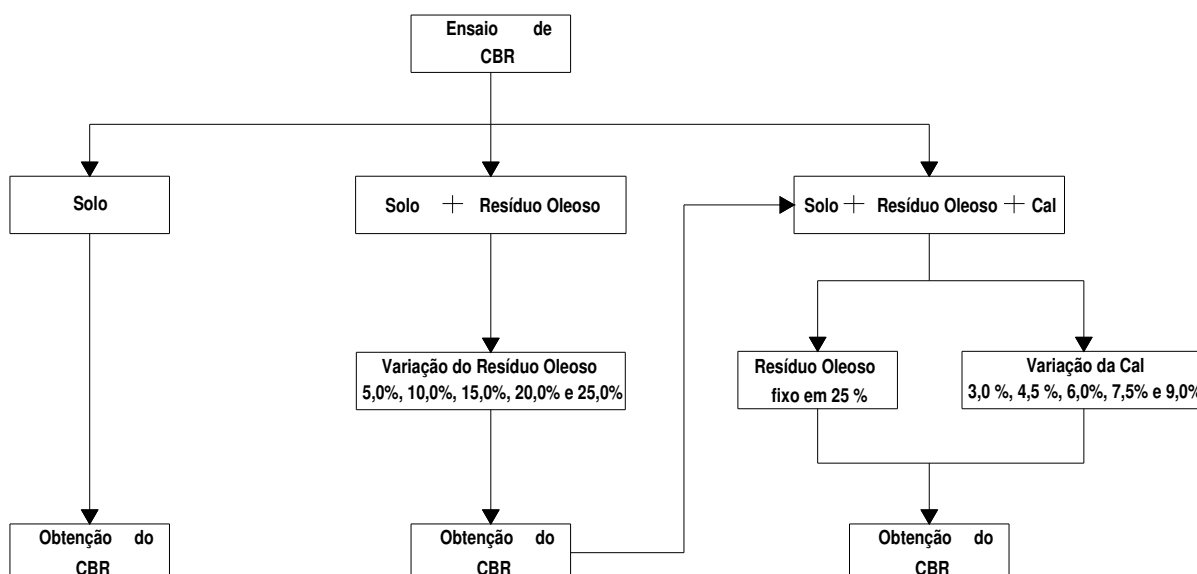 Ensaio de
CBR
Solo
Solo + Resíduo Oleoso
Solo + Resíduo Oleoso + Cal
Variação do Resíduo Oleoso
5,0%, 10,0%, 15,0%, 20,0% e 25,0%
Resíduo Oleoso
fixo em 25 %
Variação da Cal
3,0 %, 4,5 %, 6,0%, 7,5% e 9,0%
Obtenção do
CBR
Obtenção do
CBR
Obtenção do
CBR